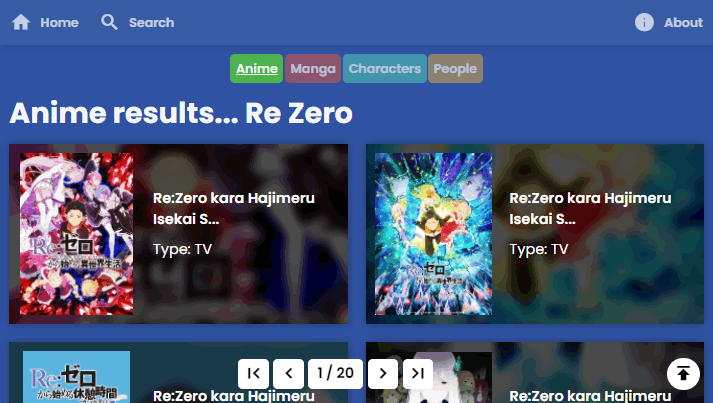 Home
Search
About
Anime
Manga
Characters
People
Anime results... Re Zero
Re:Zero kara Hajimeru
Isekai S...
Type: TV
Re:ゼロ
から始める異世界生活
Re:Zero kara Hajimeru
Isekai S...
Type: TV
Re:ゼロ
から始める異世界生活
Re:ゼロ
から始める休憩時間
Re:Zero kara Hajimeru
1 / 20
Re:Zero kara Hajimeru